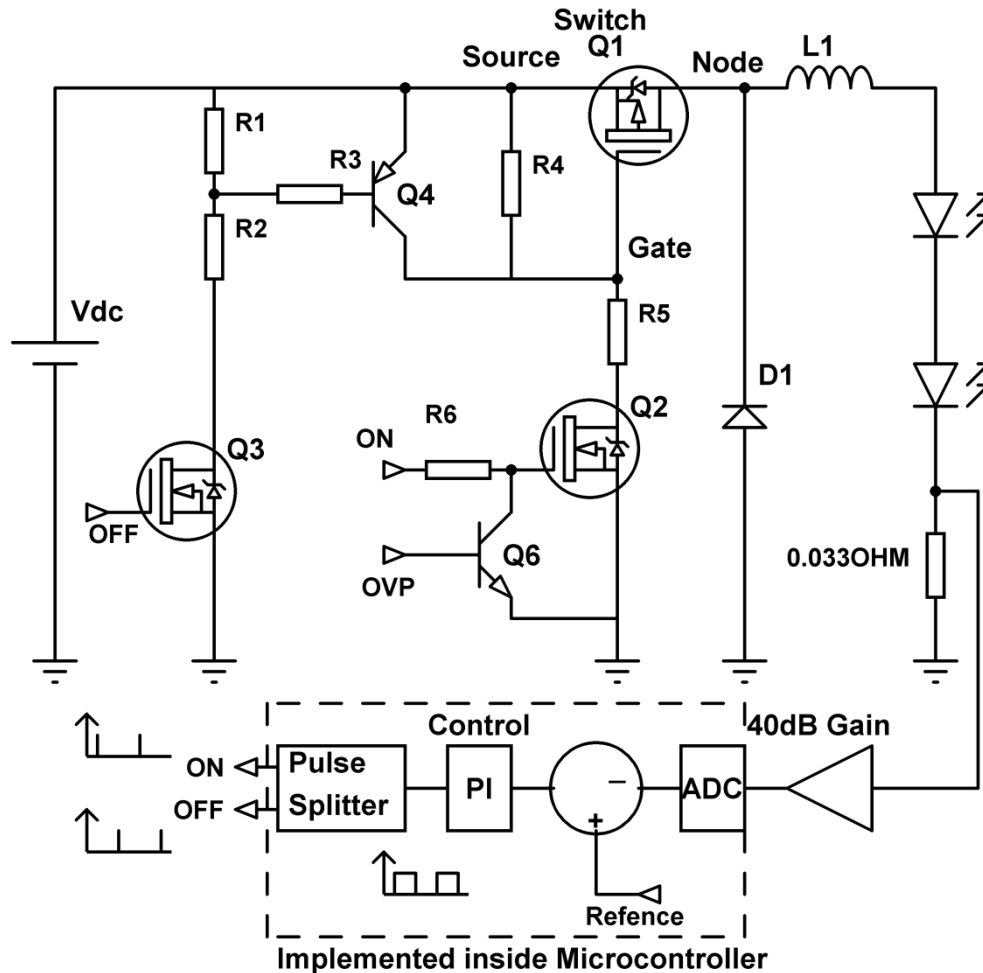 Switch
Source
Q1
Node
L1
R1
R3
Q4
R4
R2
Gate
Vdc
R5
D1
Q3
R6
Q2
ON
OFF
Q6
OVP
0.033OHM
Control
40dB Gain
ON
Pulse
OFF
Splitter
PI
−
+
ADC
Refence
Implemented inside Microcontroller